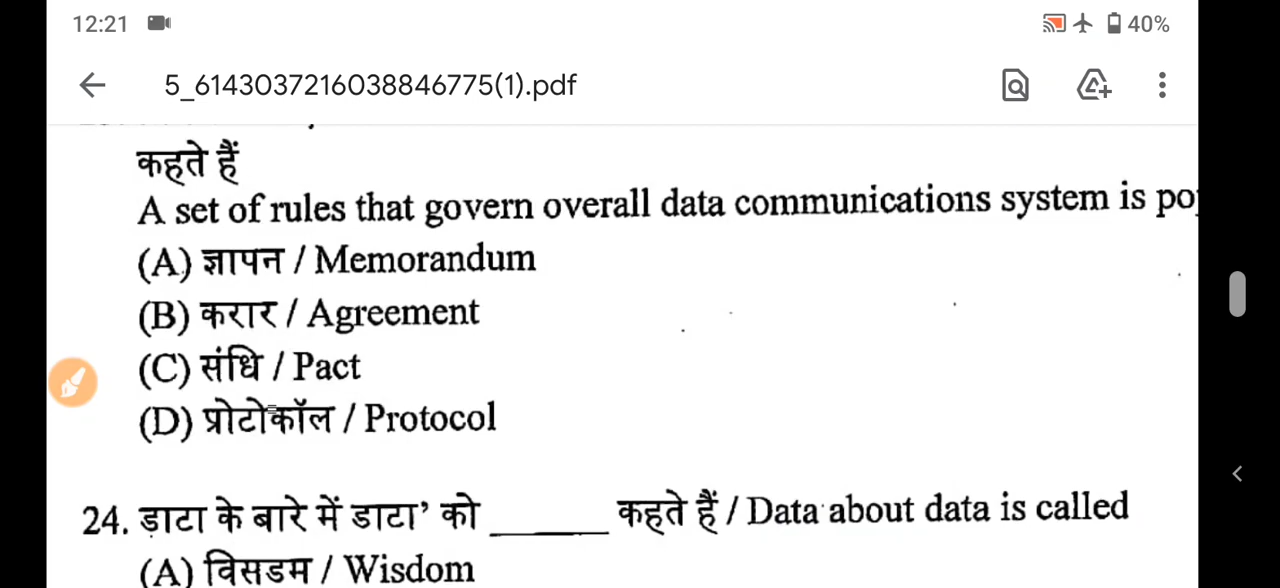 12:21
40%
5_6143037216038846775(1).pdf
कहते हैं
A set of rules that govern overall data communications system is
(A) ज्ञापन / Memorandum
(B) करार / Agreement
(C) संधि / Pact
(D) प्रोटोकॉल / Protocol
24. डाटा के बारे में डाटा’ को ______ कहते हैं / Data about data is called
(A) विसडम / Wisdom